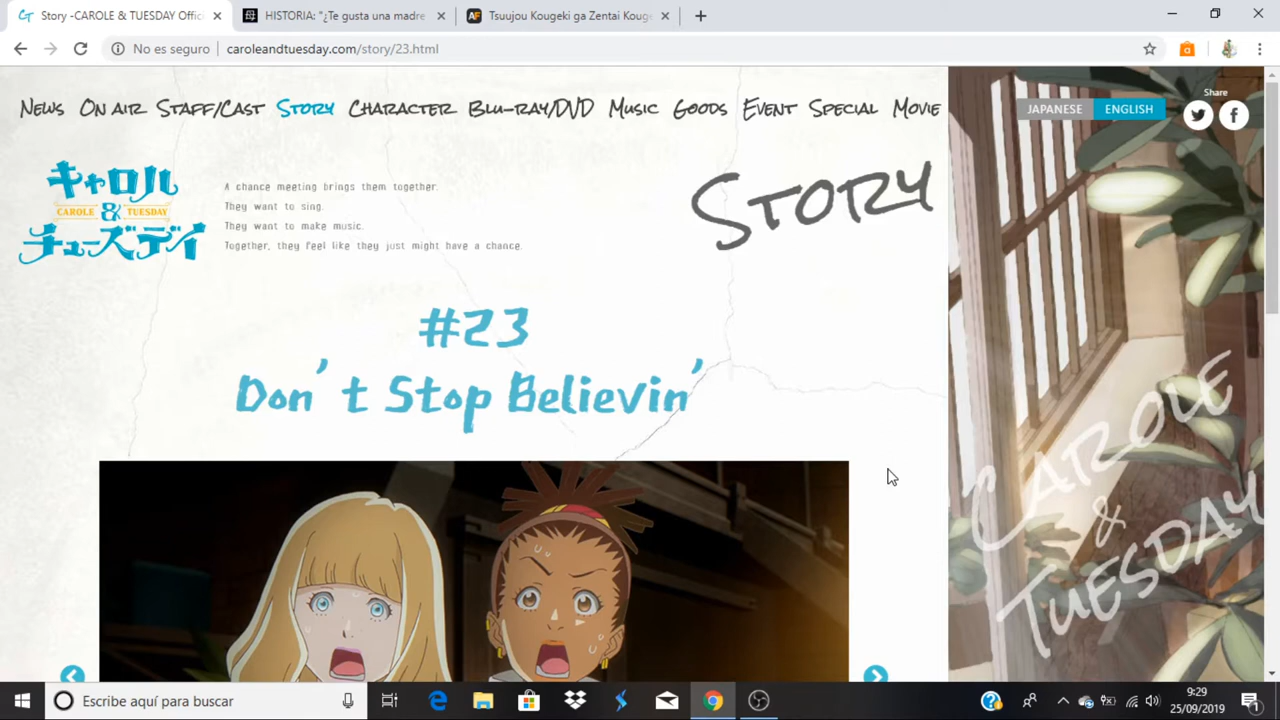 Story -CAROLE & TUESDAY Offici
HISTORIA: "¿Te gusta una madre
Tsuujou Kougeki ga Zentai Kouge
No es seguro
caroleandtuesday.com/story/23.html
NEWS ON AIR STAFF/CAST STORY CHARACTER BLU-RAY/DVD MUSIC GOODS EVENT SPECIAL MOVIE
JAPANESE ENGLISH
Share
キャロル
CAROLE & TUESDAY
チューズデイ
A chance meeting brings them together.
They want to sing.
They want to make music.
Together, they feel like they just might have a chance.
STORY
#23
Don't Stop Believin'
CAROLE
&
TUESDAY
Escribe aquí para buscar
9:29
25/09/2019
1